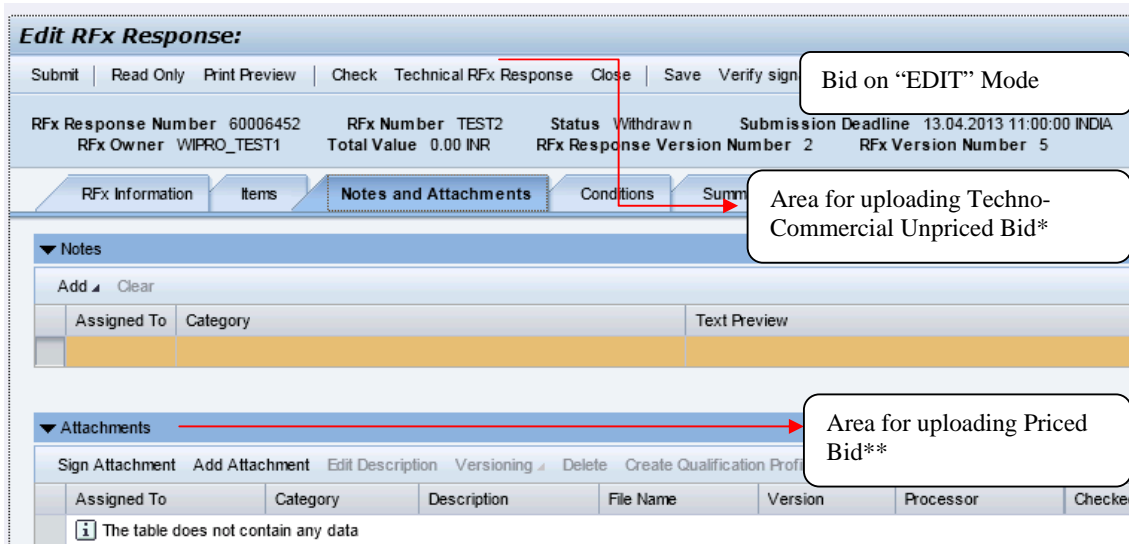 Edit RFx Response:
Submit | Read Only Print Preview | Check Technical RFx Response Close | Save Verify sign
Bid on “EDIT” Mode
RFx Response Number 60006452 RFx Number TEST2 Status Withdrawn Submission Deadline 13.04.2013 11:00:00 INDIA
RFx Owner WIPRO_TEST1 Total Value 0.00 INR RFx Response Version Number 2 RFx Version Number 5
RFx Information Items Notes and Attachments Conditions Summ
Area for uploading Techno-
Commercial Unpriced Bid*
Notes
Add Clear
Assigned To Category Text Preview
Area for uploading Priced
Bid**
Attachments
Sign Attachment Add Attachment Edit Description Versioning Delete Create Qualification Profi
Assigned To Category Description File Name Version Processor Checked
The table does not contain any data